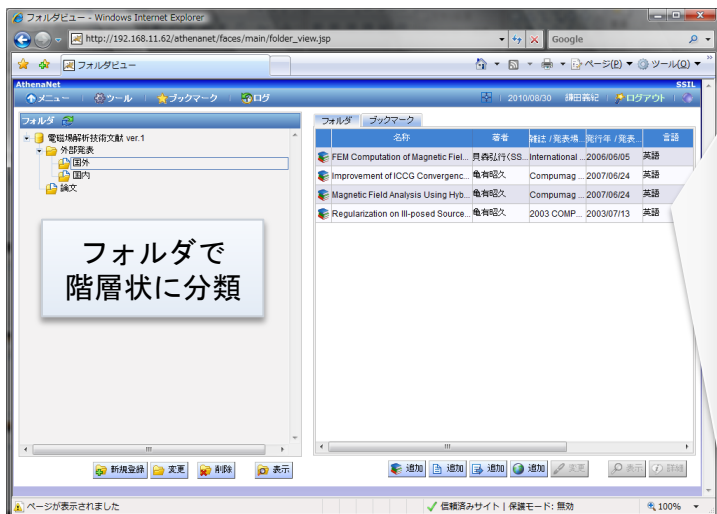 フォルダビュー - Windows Internet Explorer
http://192.168.11.62/athenanet/faces/main/folder_view.jsp
Google
フォルダビュー
ページ(P) ツール(O)
AthenaNet SSIL
メニュー ツール ブックマーク ログ 2010/08/30 ログアウト
フォルダ
電磁場解析技術文献 ver.1
外部発表
国外
国内
論文
フォルダで
階層状に分類
フォルダ ブックマーク
名称 著者 雑誌 / 発表場... 発行年 / 発表... 言語
FEM Computation of Magnetic Fiel... 貝森弘行(SS... International ... 2006/06/05 英語
Improvement of ICCG Convergenc... 亀有昭久 Compumag ... 2007/06/24 英語
Magnetic Field Analysis Using Hyb... 亀有昭久 Compumag ... 2007/06/24 英語
Regularization on Ill-posed Source... 亀有昭久 2003 COMP... 2003/07/13 英語
新規登録 変更 削除 表示
追加 追加 追加 追加 変更 表示 詳細
ページが表示されました 信頼済みサイト | 保護モード: 無効 100%